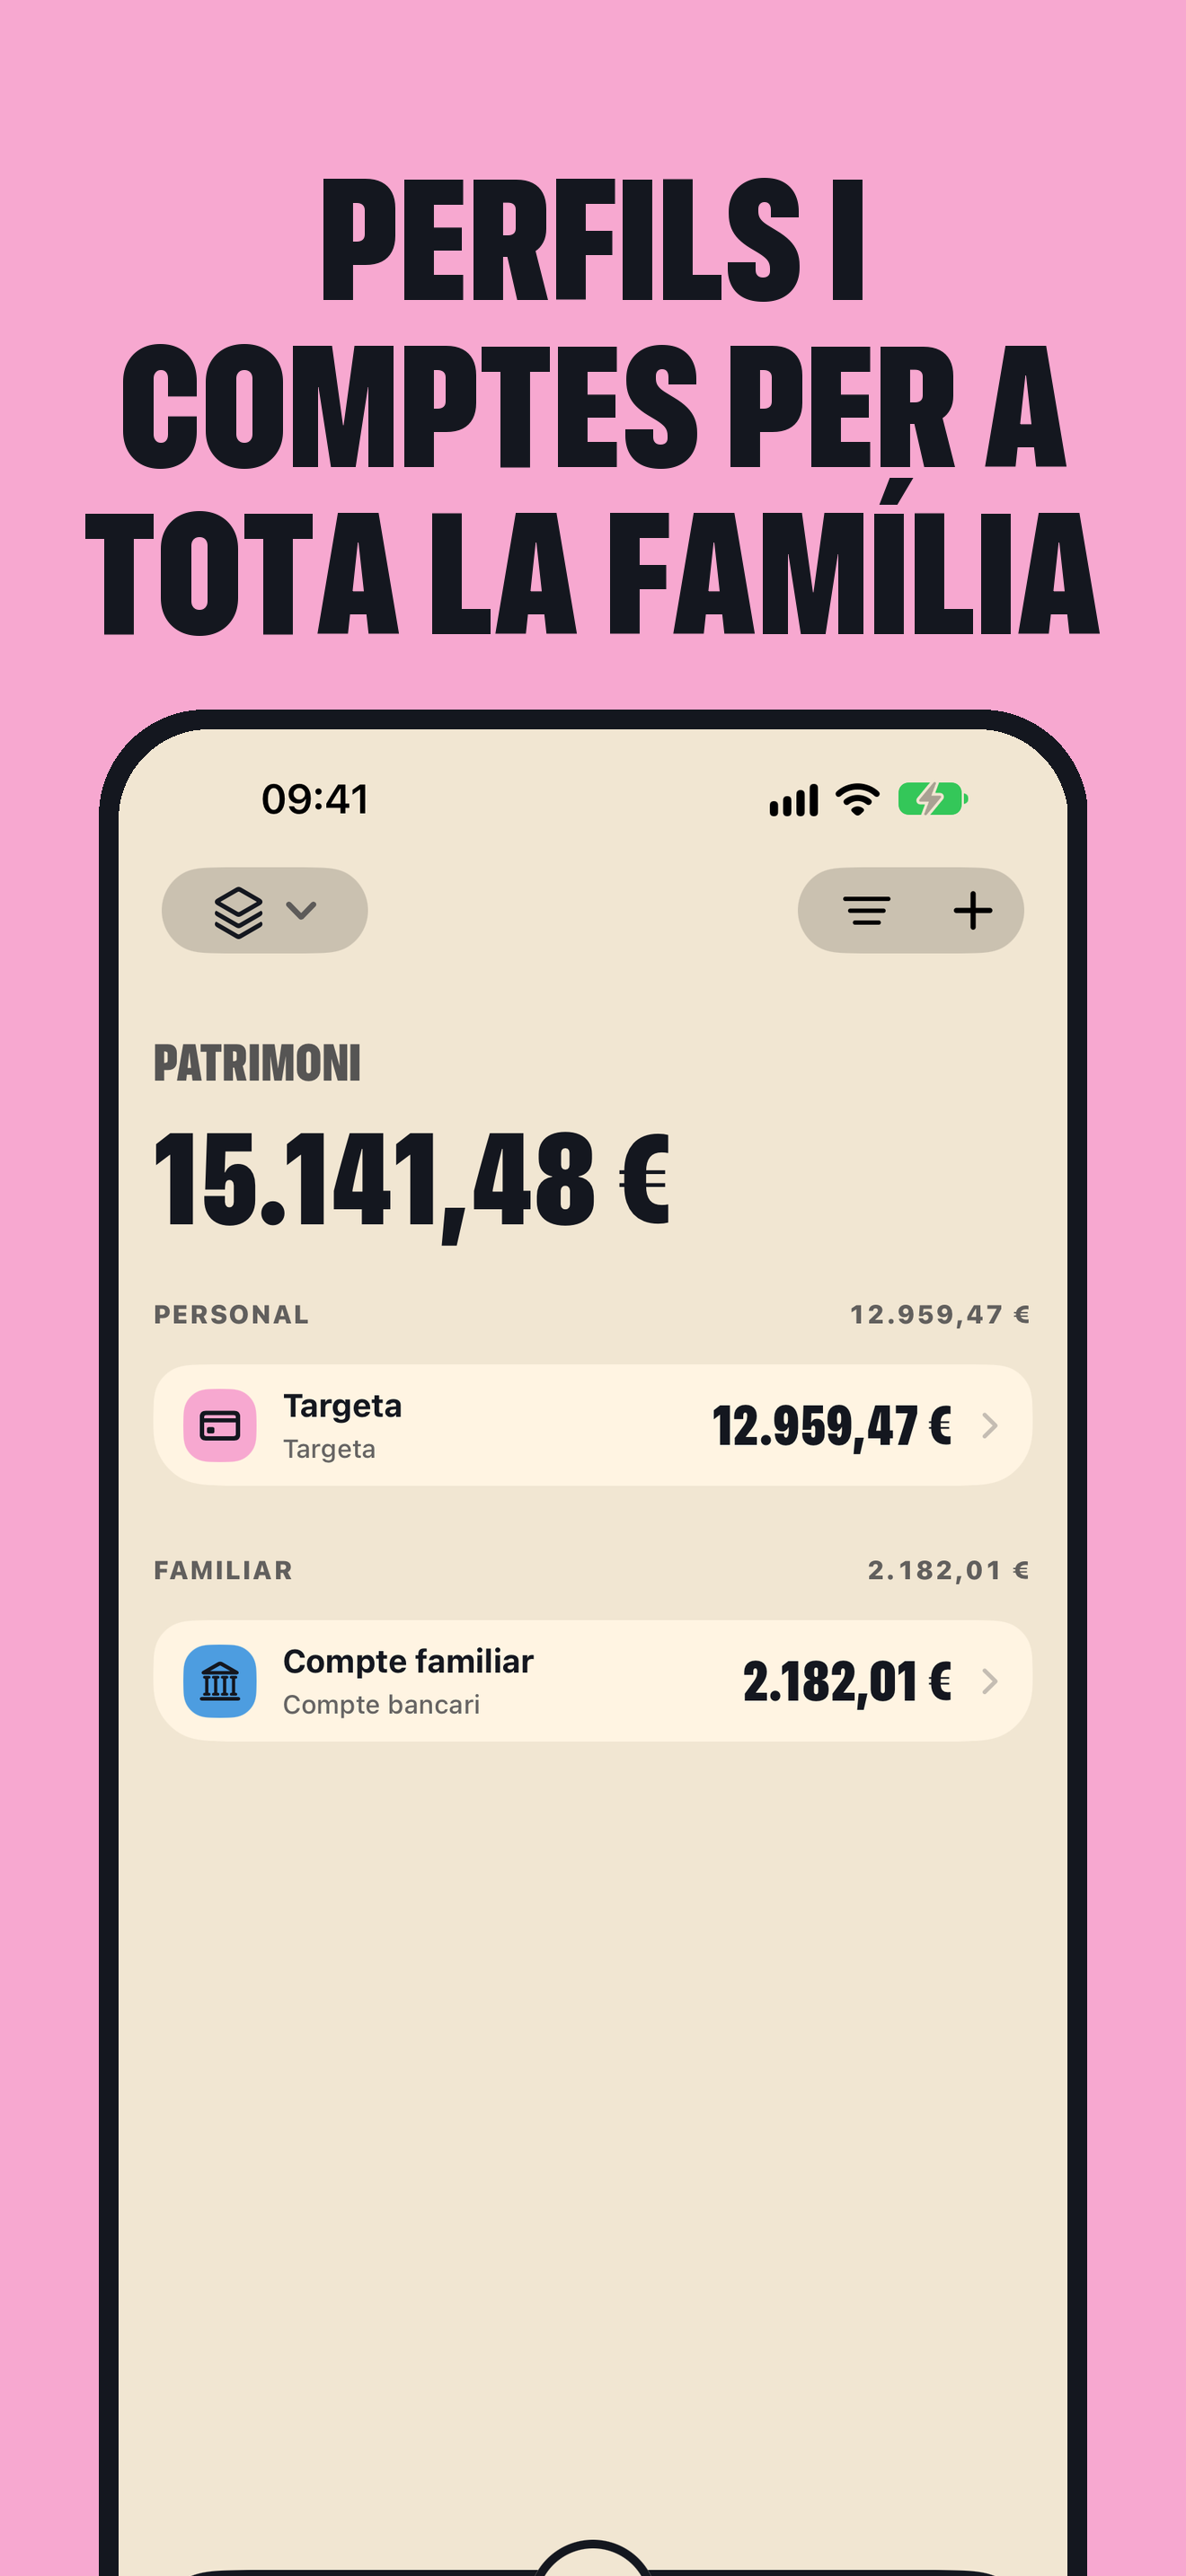 PERFILS I
COMPTES PER A
TOTA LA FAMÍLIA
09:41
PATRIMONI
15.141,48 €
PERSONAL 12.959,47 €
Targeta
Targeta
12.959,47 €
FAMILIAR 2.182,01 €
Compte familiar
Compte bancari
2.182,01 €